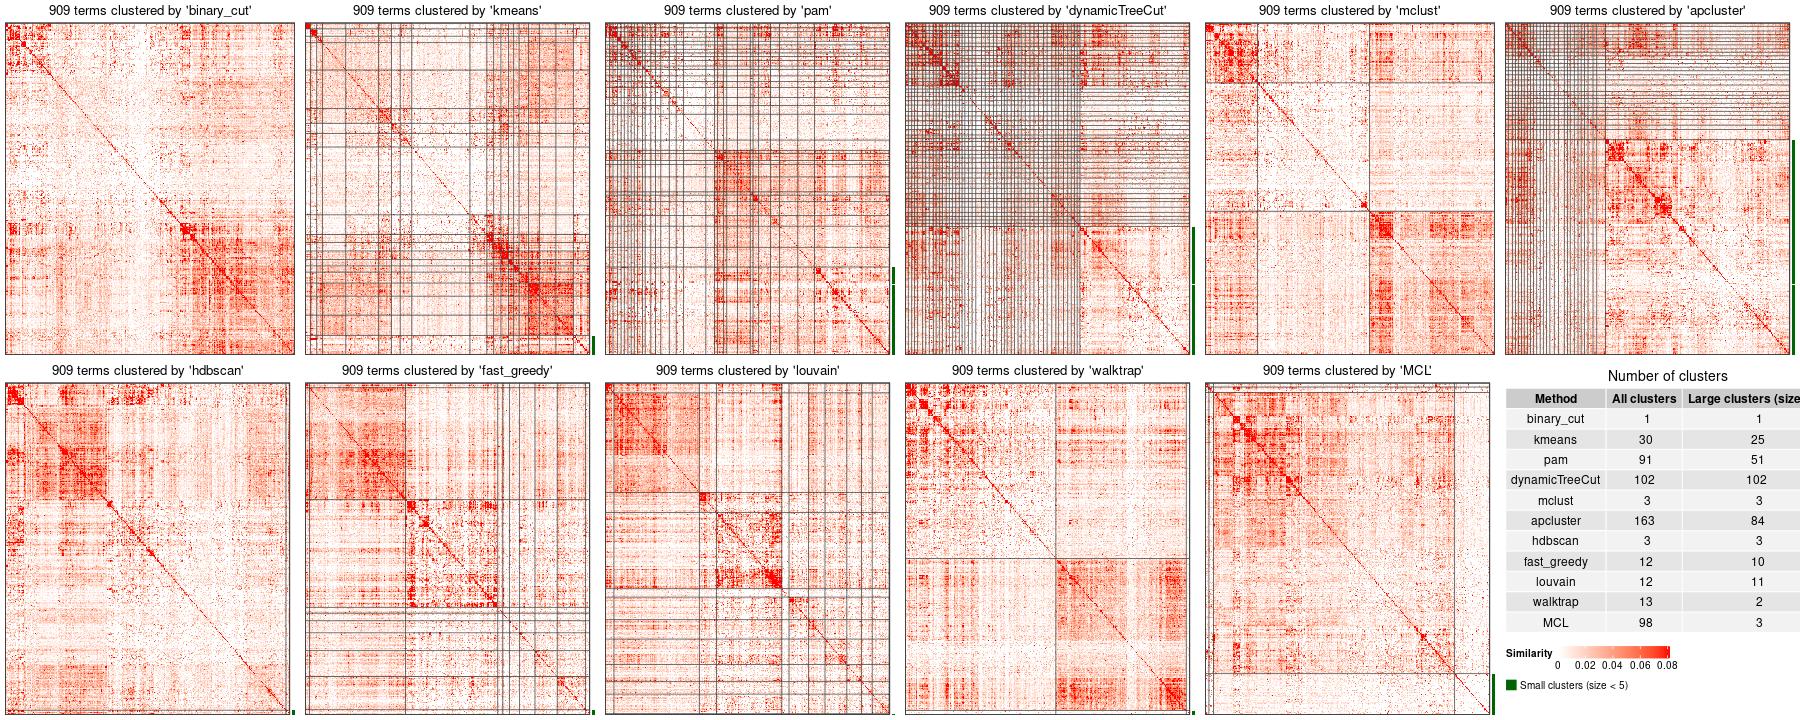 909 terms clustered by 'binary_cut'
909 terms clustered by 'kmeans'
909 terms clustered by 'pam'
909 terms clustered by 'dynamicTreeCut'
909 terms clustered by 'mclust'
909 terms clustered by 'apcluster'
909 terms clustered by 'hdbscan'
909 terms clustered by 'fast_greedy'
909 terms clustered by 'louvain'
909 terms clustered by 'walktrap'
909 terms clustered by 'MCL'
Number of clusters
Method All clusters Large clusters (size
binary_cut 1 1
kmeans 30 25
pam 91 51
dynamicTreeCut 102 102
mclust 3 3
apcluster 163 84
hdbscan 3 3
fast_greedy 12 10
louvain 12 11
walktrap 13 2
MCL 98 3
Similarity
0 0.02 0.04 0.06 0.08
Small clusters (size < 5)